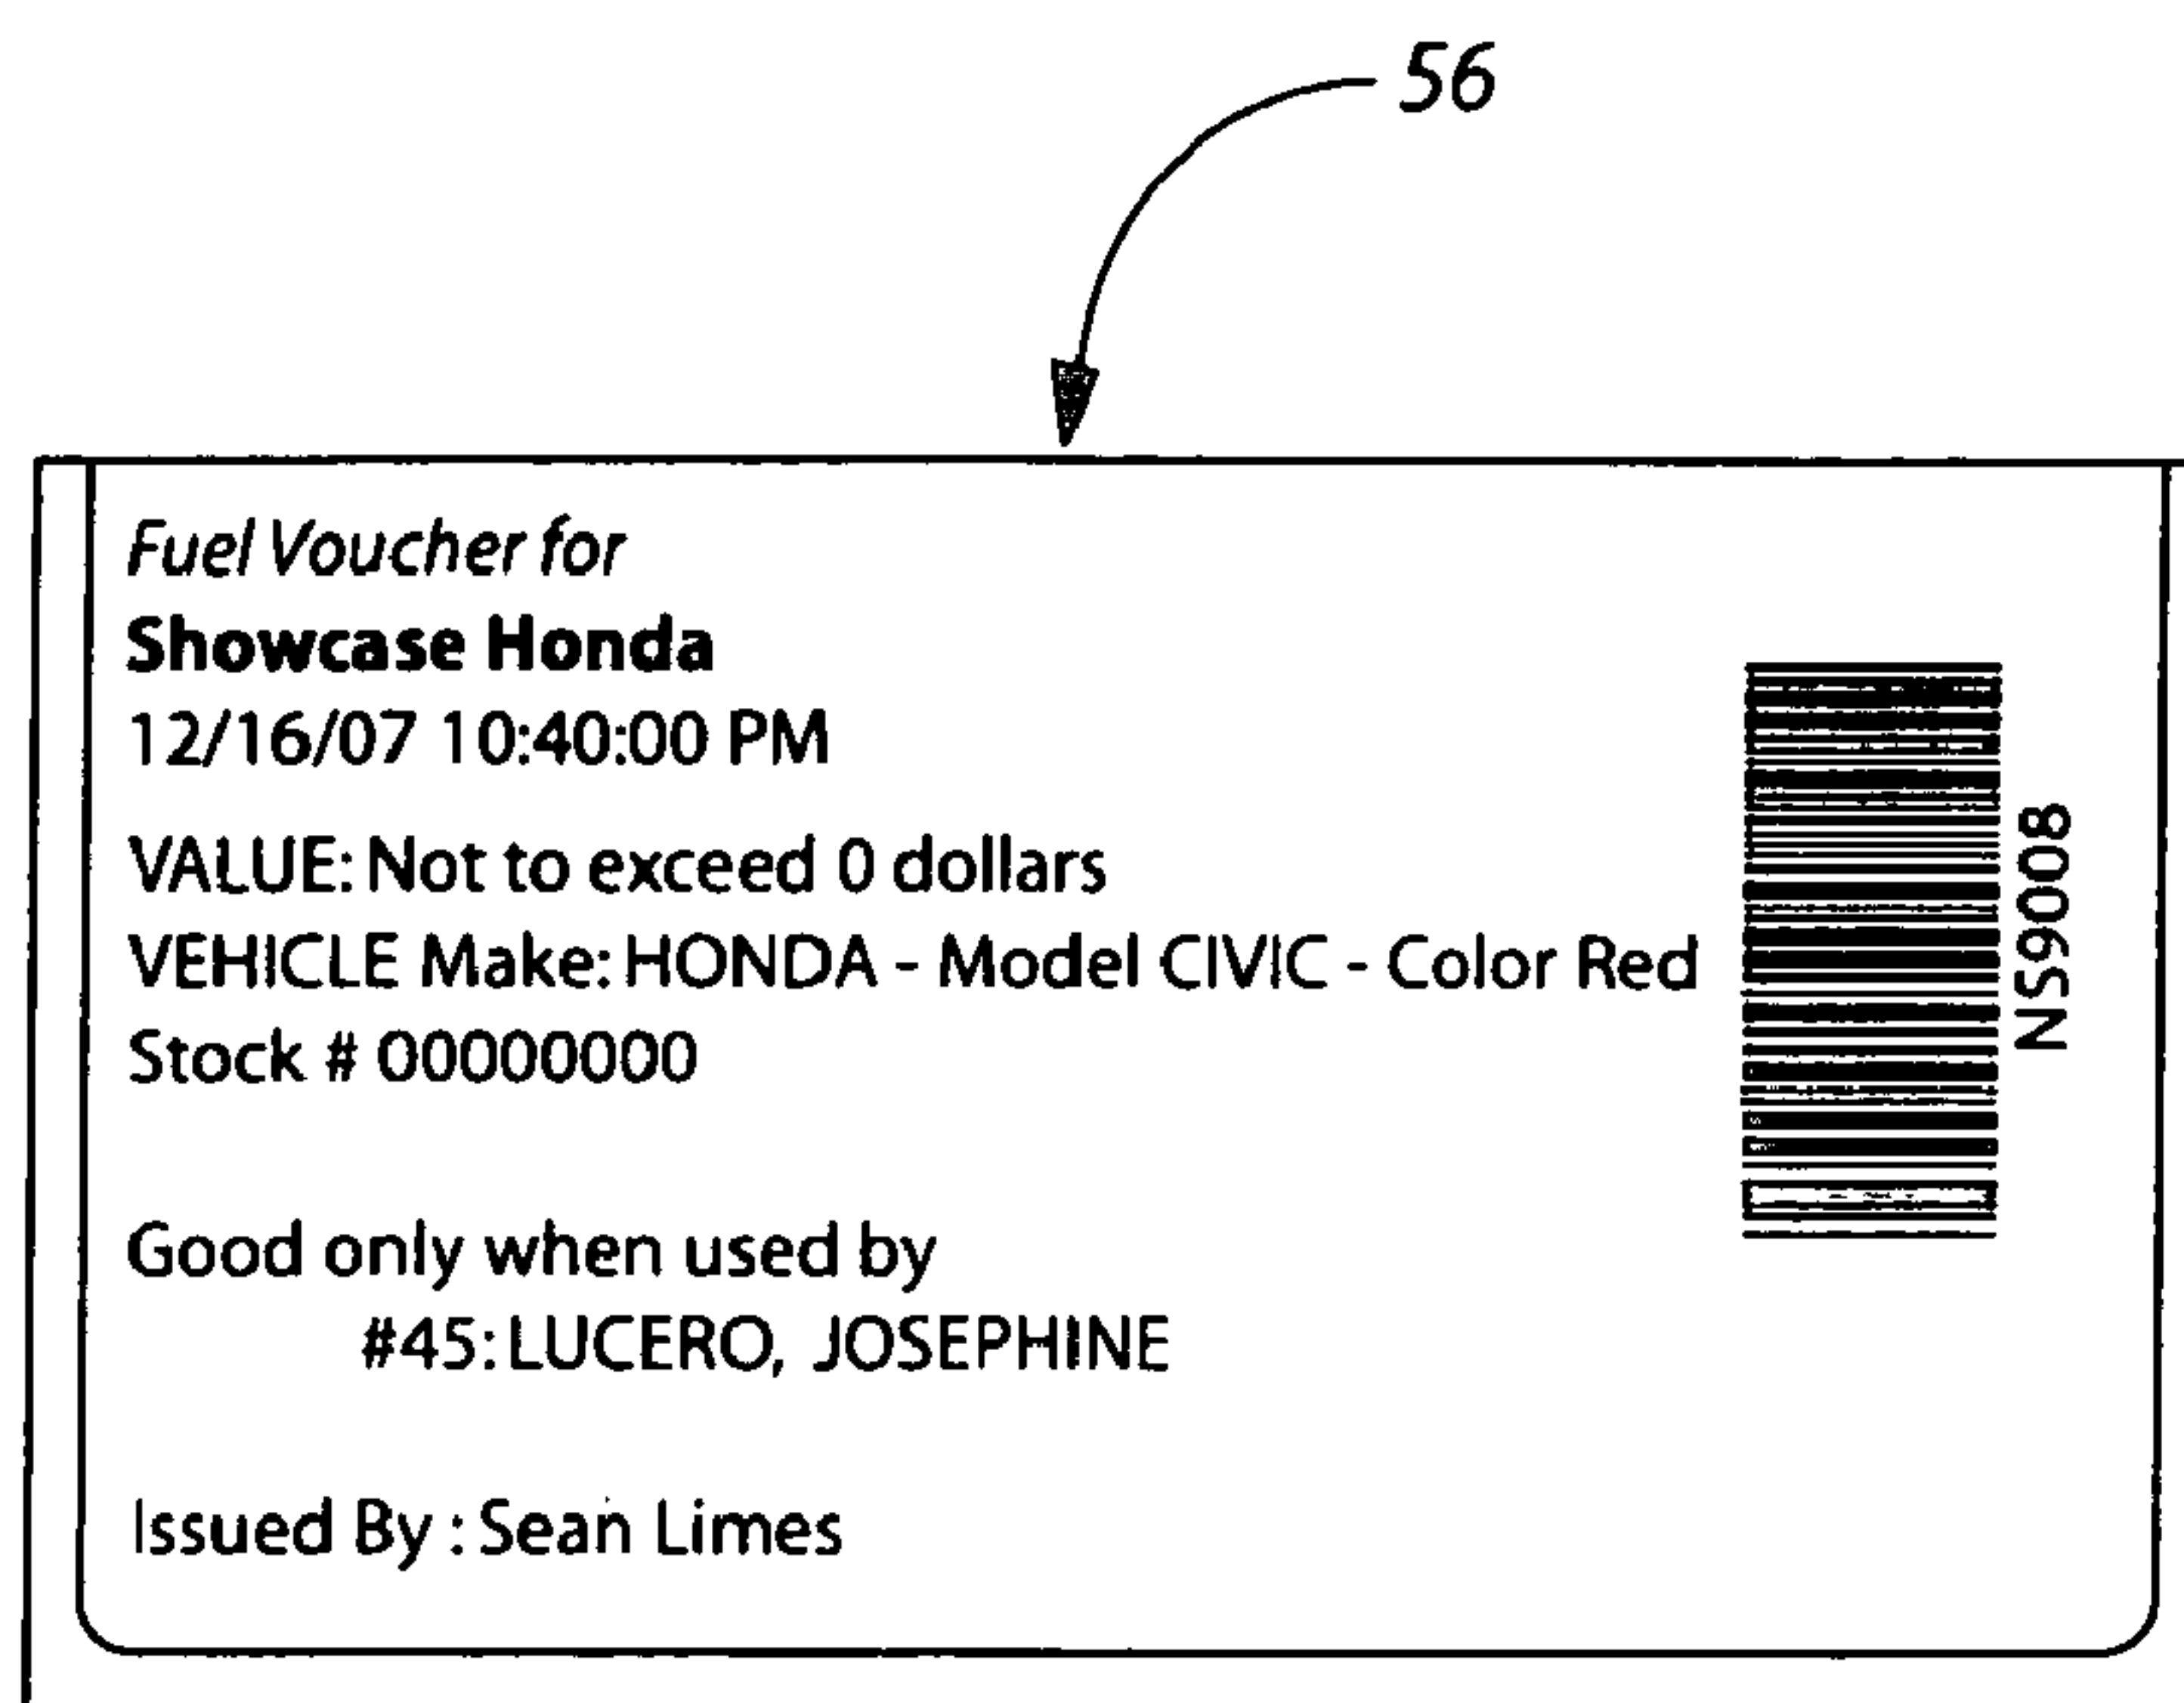 56
Fuel Voucher for
Showcase Honda
12/16/07 10:40:00 PM
VALUE: Not to exceed 0 dollars
VEHICLE Make: HONDA - Model CIVIC - Color Red
Stock # 00000000
Good only when used by
#45: LUCERO, JOSEPHINE
Issued By : Sean Limes
NS9008